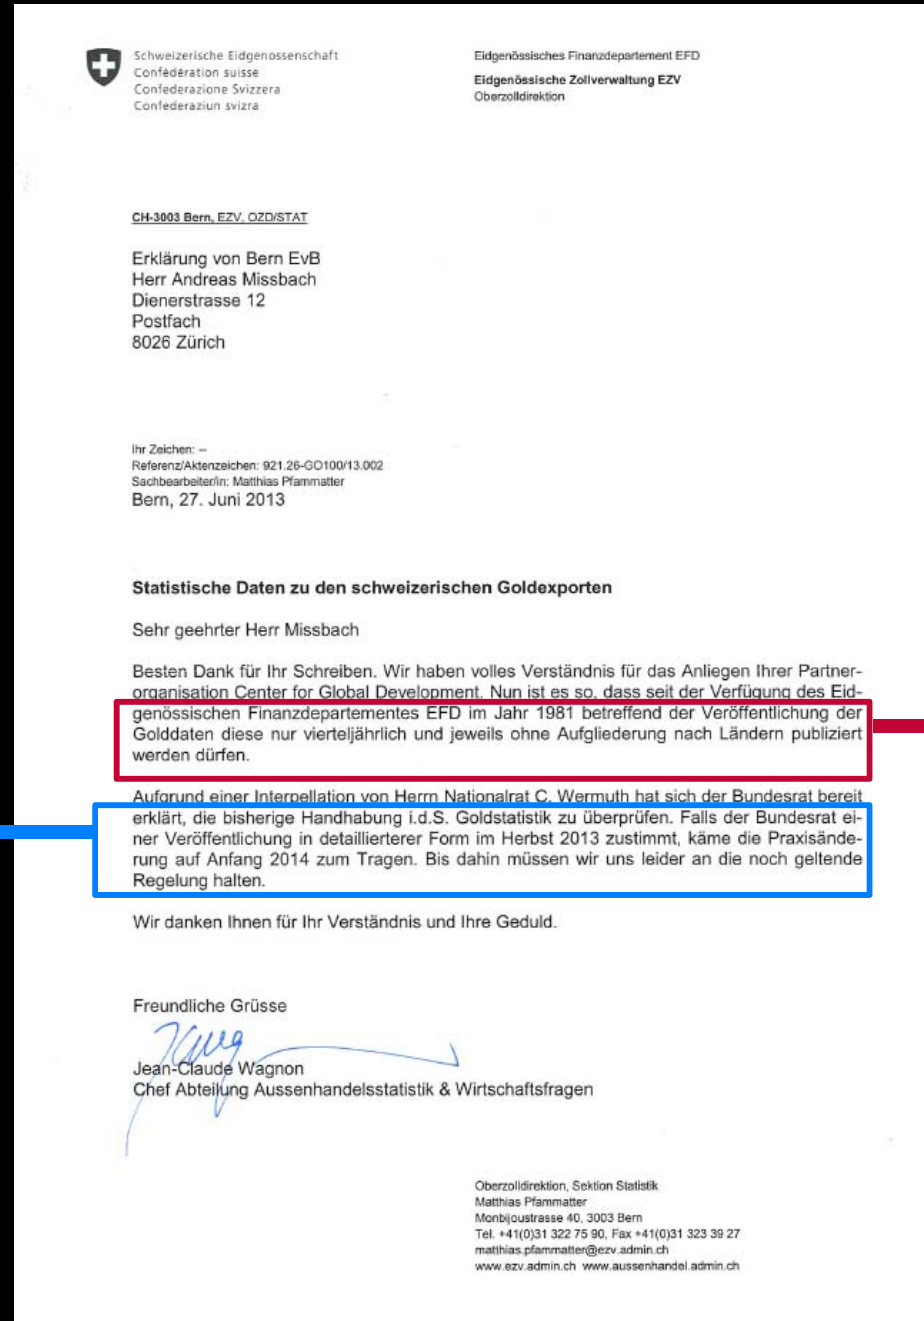 Schweizerische Eidgenossenschaft
Confédération suisse
Confederazione Svizzera
Confederaziun svizra
Eidgenössisches Finanzdepartement EFD
Eidgenössische Zollverwaltung EZV
Oberzolldirektion
CH-3003 Bern, EZV, OZD/STAT
Erklärung von Bern EvB
Herr Andreas Missbach
Dienerstrasse 12
Postfach
8026 Zürich
Ihr Zeichen: --
Referenz/Aktenzeichen: 921.26-GO100/13.002
Sachbearbeiter/in: Matthias Pfammatter
Bern, 27. Juni 2013
Statistische Daten zu den schweizerischen Goldexporten
Sehr geehrter Herr Missbach
Besten Dank für Ihr Schreiben. Wir haben volles Verständnis für das Anliegen Ihrer Partner-
organisation Center for Global Development. Nun ist es so, dass seit der Verfügung des Eid-
genössischen Finanzdepartementes EFD im Jahr 1981 betreffend der Veröffentlichung der
Golddaten diese nur vierteljährlich und jeweils ohne Aufgliederung nach Ländern publiziert
werden dürfen.
Aufgrund einer Interpellation von Herrn Nationalrat C. Wermuth hat sich der Bundesrat bereit
erklärt, die bisherige Handhabung i.d.S. Goldstatistik zu überprüfen. Falls der Bundesrat ei-
ner Veröffentlichung in detaillierterer Form im Herbst 2013 zustimmt, käme die Praxisände-
rung auf Anfang 2014 zum Tragen. Bis dahin müssen wir uns leider an die noch geltende
Regelung halten.
Wir danken Ihnen für Ihr Verständnis und Ihre Geduld.
Freundliche Grüsse
Jean-Claude Wagnon
Chef Abteilung Aussenhandelsstatistik & Wirtschaftsfragen
Oberzolldirektion, Sektion Statistik
Matthias Pfammatter
Monbijoustrasse 40, 3003 Bern
Tel. +41(0)31 322 75 90, Fax +41(0)31 323 39 27
matthias.pfammatter@ezv.admin.ch
www.ezv.admin.ch www.aussenhandel.admin.ch